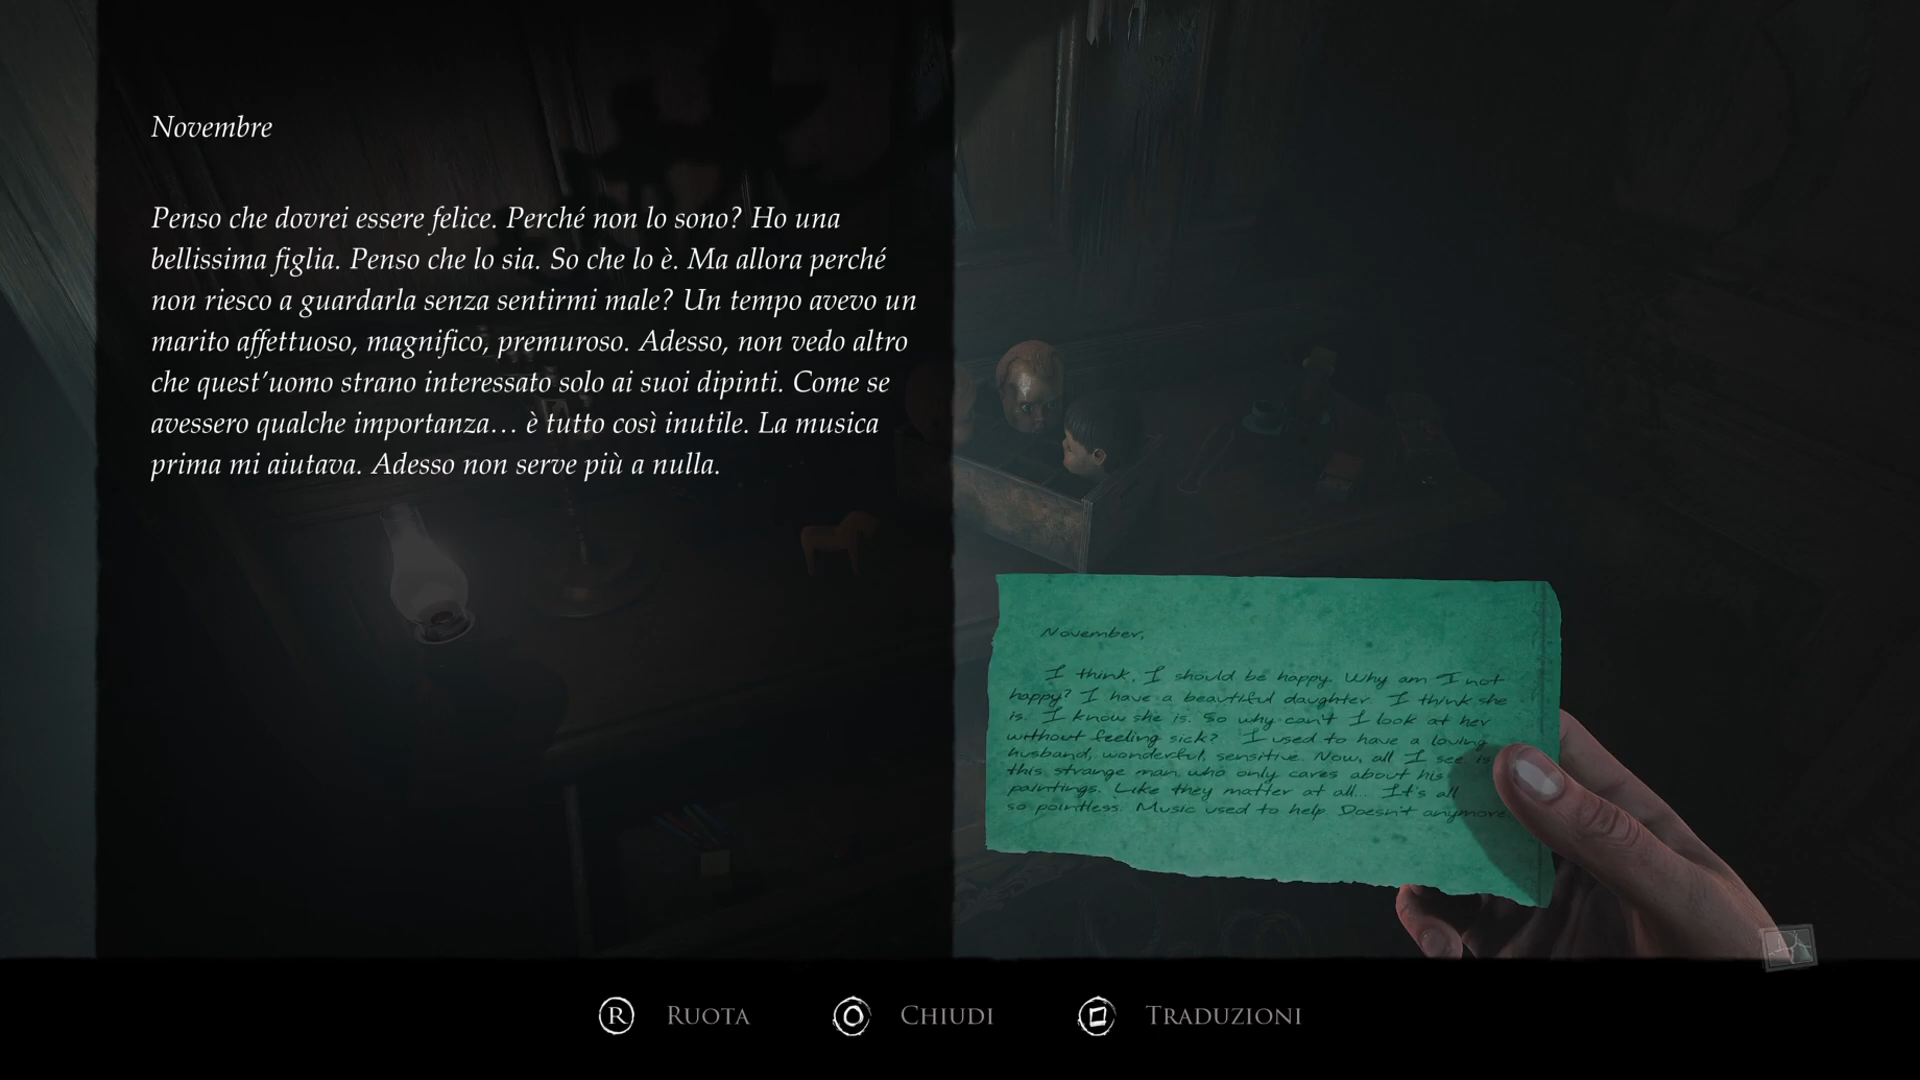 Novembre
Penso che dovrei essere felice. Perché non lo sono? Ho una
bellissima figlia. Penso che lo sia. So che lo è. Ma allora perché
non riesco a guardarla senza sentirmi male? Un tempo avevo un
marito affettuoso, magnifico, premuroso. Adesso, non vedo altro
che quest'uomo strano interessato solo ai suoi dipinti. Come se
avessero qualche importanza… è tutto così inutile. La musica
prima mi aiutava. Adesso non serve più a nulla.
November,
I think, I should be happy. Why am I not
happy? I have a beautiful daughter. I think she
is. I know she is. So why can't I look at her
without feeling sick? I used to have a loving
husband, wonderful, sensitive. Now, all I see is
this strange man who only cares about his
paintings. Like they matter at all... It's all
so pointless. Music used to help. Doesn't anymore.
R RUOTA CHIUDI TRADUZIONI